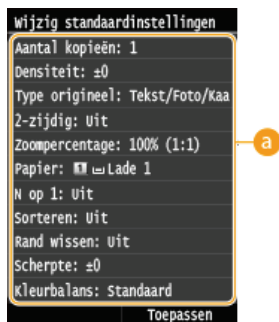 Wijzig standaardinstellingen
Aantal kopieën: 1
Densiteit: ±0
Type origineel: Tekst/Foto/Kaa
2-zijdig: Uit
Zoompercentage: 100% (1:1)
Papier: 1 Lade 1
N op 1: Uit
Sorteren: Uit
Rand wissen: Uit
Scherpte: ±0
Kleurbalans: Standaard
Toepassen
a